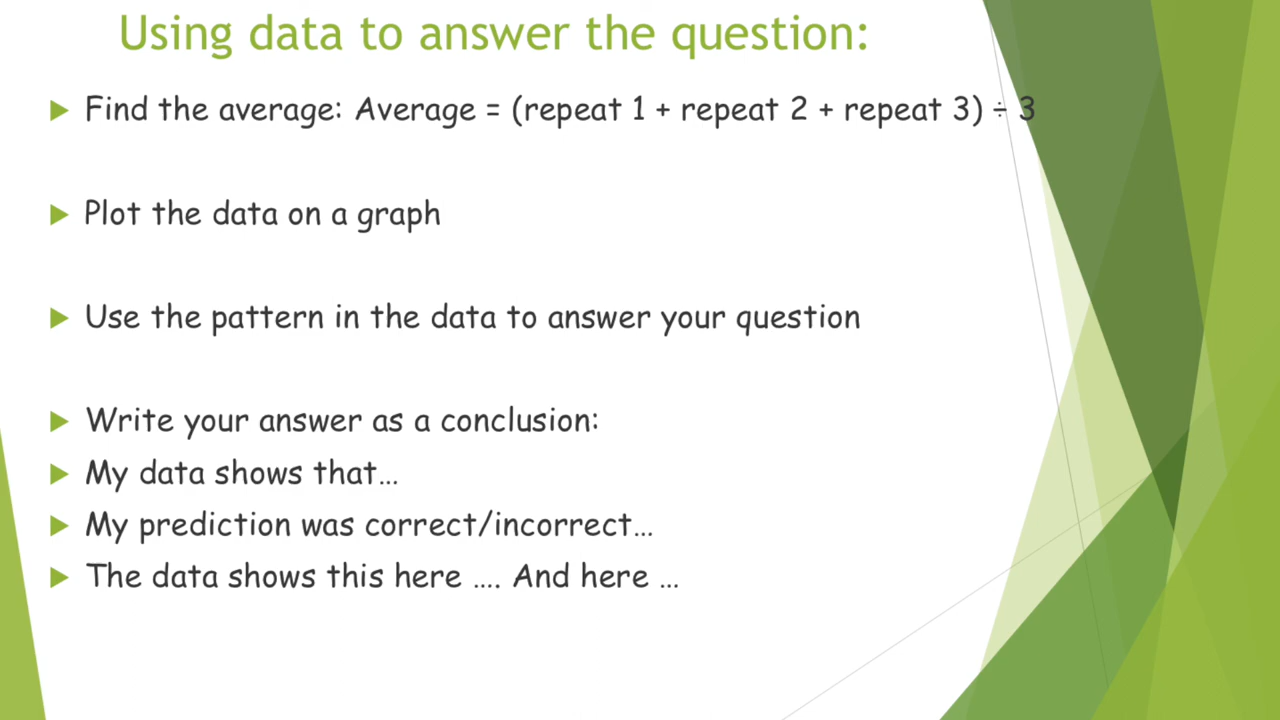 Using data to answer the question:
Find the average: Average = (repeat 1 + repeat 2 + repeat 3) ÷ 3
Plot the data on a graph
Use the pattern in the data to answer your question
Write your answer as a conclusion:
My data shows that…
My prediction was correct/incorrect…
The data shows this here …. And here …